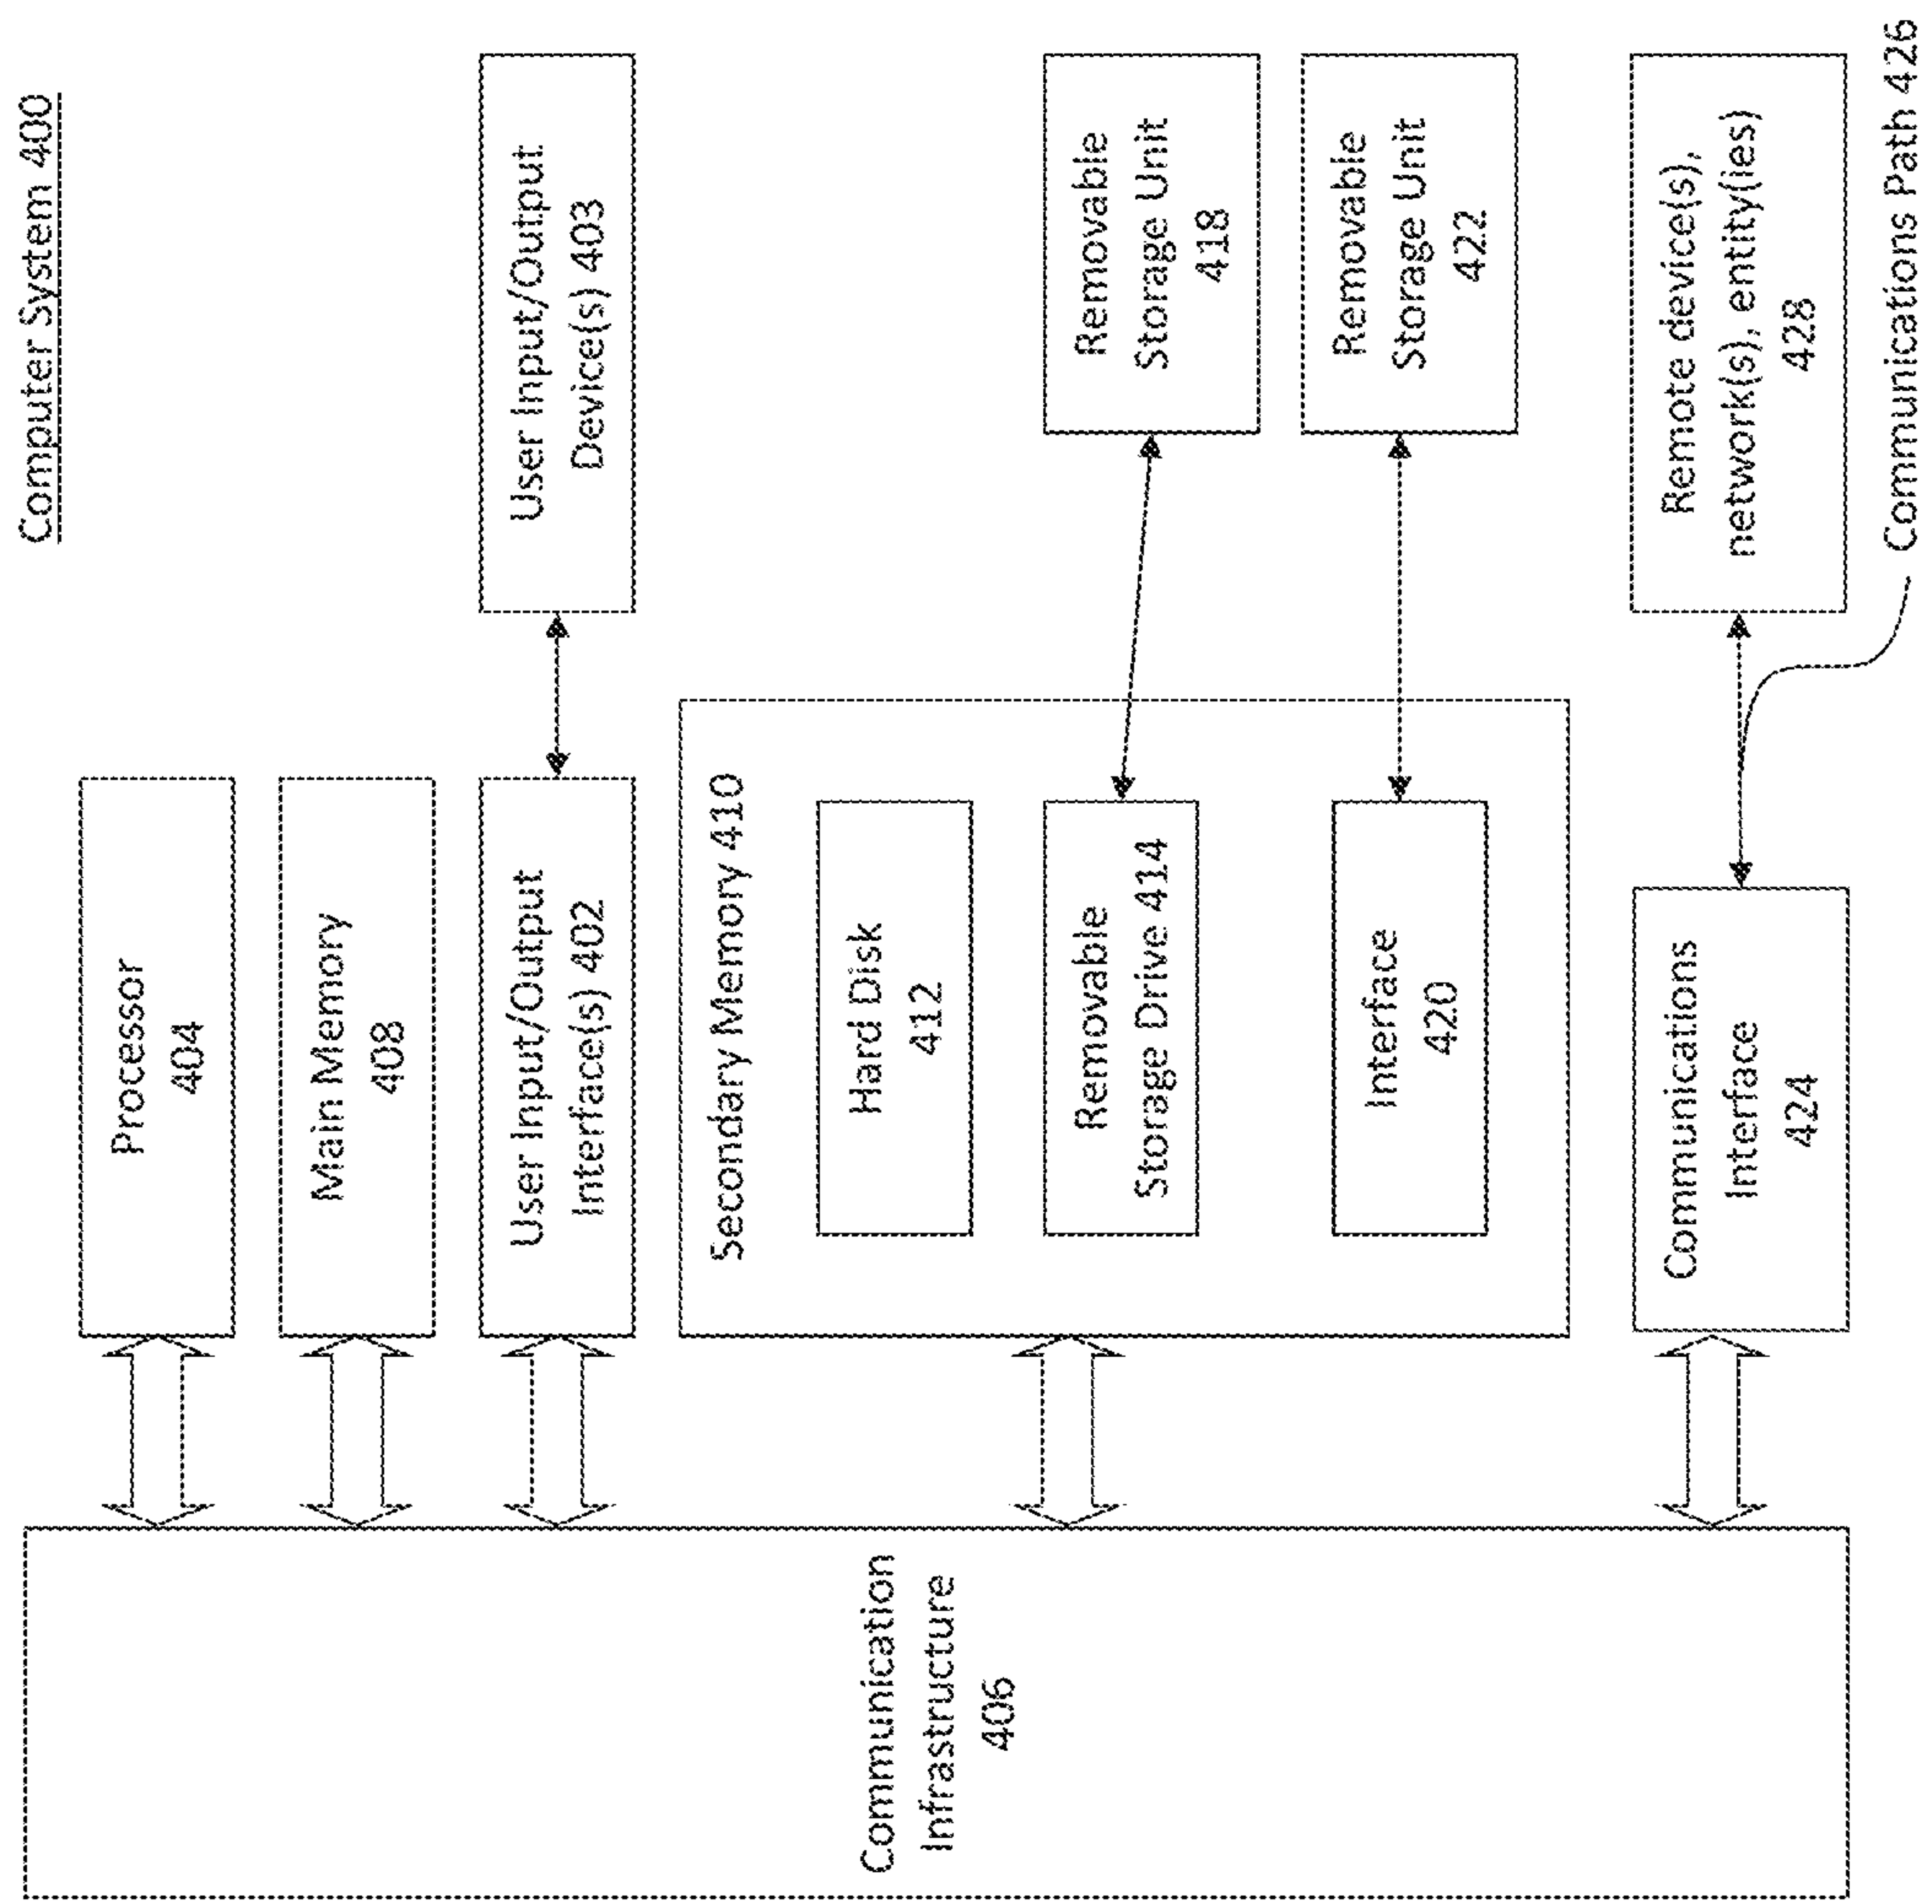 Computer System 400
Processor
404
Main Memory
408
User Input/Output
Interface(s) 402
User Input/Output
Device(s) 403
Secondary Memory 410
Hard Disk
412
Removable
Storage Drive 414
Interface
420
Removable
Storage Unit
418
Removable
Storage Unit
422
Communications
Interface
424
Remote device(s),
network(s), entity(ies)
428
Communications Path 426
Communication
Infrastructure
406